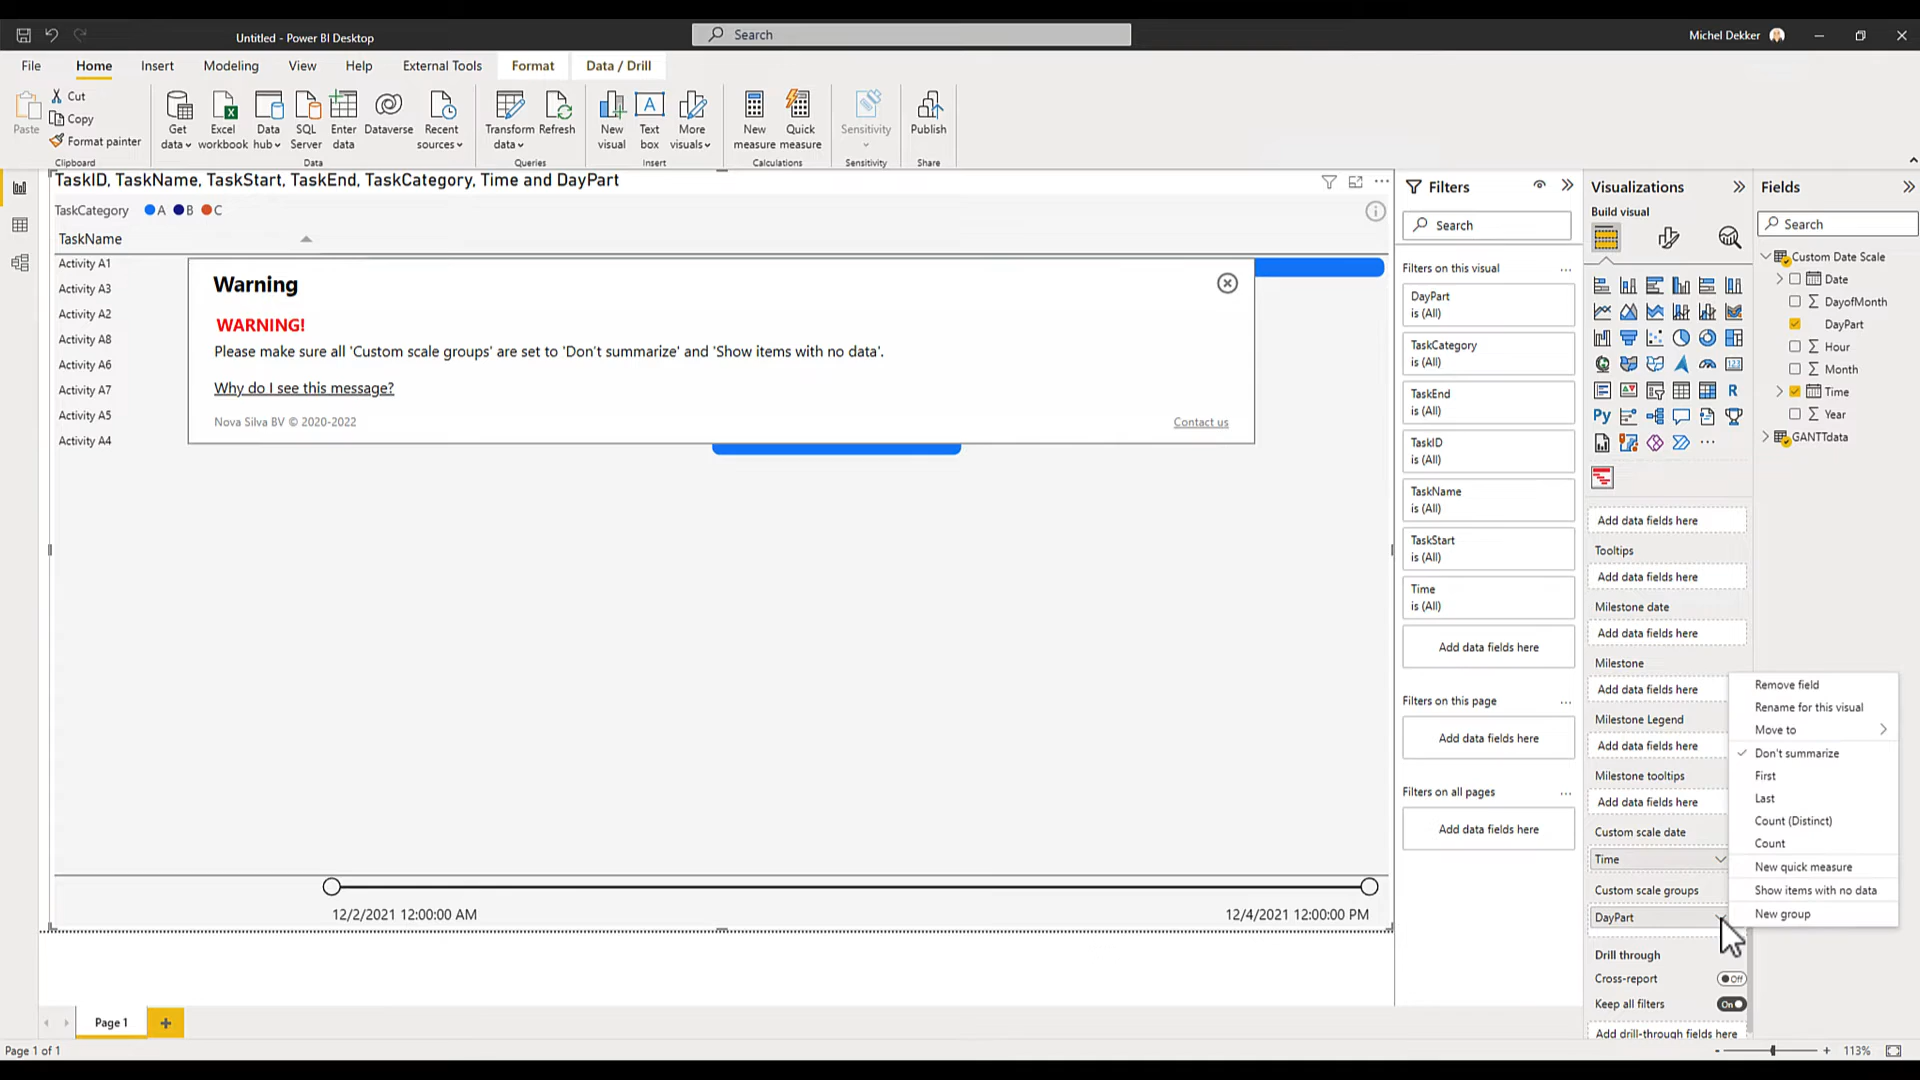 Untitled - Power BI Desktop
Search
Michel Dekker
File Home Insert Modeling View Help External Tools Format Data / Drill
Paste
Cut
Copy
Format painter
Clipboard
Get data
Excel workbook
Data hub
SQL Server
Enter data
Dataverse
Recent sources
Data
Transform data
Refresh
Queries
New visual
Text box
More visuals
Insert
New measure
Quick measure
Calculations
Sensitivity
Sensitivity
Publish
Share
TaskID, TaskName, TaskStart, TaskEnd, TaskCategory, Time and DayPart
TaskCategory A B C
TaskName
Activity A1
Activity A3
Activity A2
Activity A8
Activity A6
Activity A7
Activity A5
Activity A4
Warning
WARNING!
Please make sure all 'Custom scale groups' are set to 'Don't summarize' and 'Show items with no data'.
Why do I see this message?
Nova Silva BV © 2020-2022
Contact us
12/2/2021 12:00:00 AM
12/4/2021 12:00:00 PM
Page 1
Page 1 of 1
Filters
Search
Filters on this visual
DayPart
is (All)
TaskCategory
is (All)
TaskEnd
is (All)
TaskID
is (All)
TaskName
is (All)
TaskStart
is (All)
Time
is (All)
Add data fields here
Filters on this page
Add data fields here
Filters on all pages
Add data fields here
Visualizations
Build visual
R
Py
Add data fields here
Tooltips
Add data fields here
Milestone date
Add data fields here
Milestone
Add data fields here
Milestone Legend
Add data fields here
Milestone tooltips
Add data fields here
Custom scale date
Time
Custom scale groups
DayPart
Drill through
Cross-report
Off
Keep all filters
On
Add drill-through fields here
Remove field
Rename for this visual
Move to
Don't summarize
First
Last
Count (Distinct)
Count
New quick measure
Show items with no data
New group
Fields
Search
Custom Date Scale
Date
DayofMonth
DayPart
Hour
Month
Time
Year
GANTTdata
113%